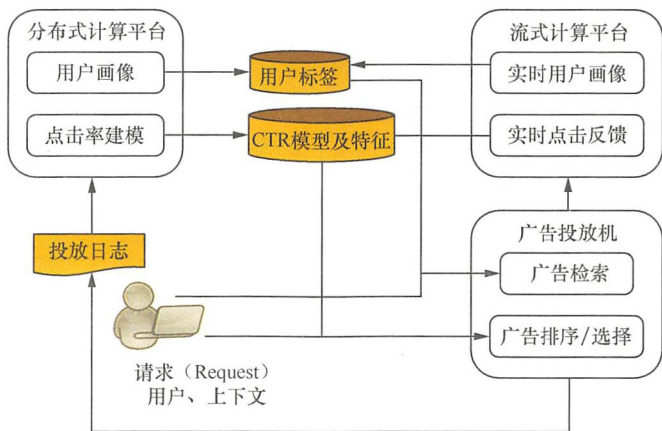 分布式计算平台
用户画像
点击率建模
用户标签
CTR模型及特征
流式计算平台
实时用户画像
实时点击反馈
投放日志
广告投放机
广告检索
广告排序/选择
请求（Request）
用户、上下文